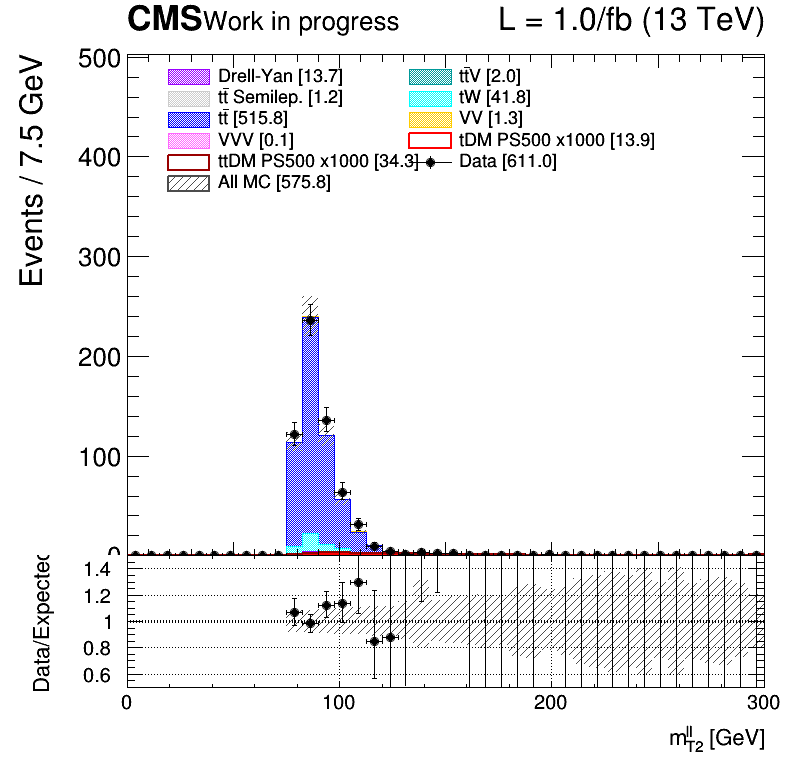 CMS Work in progress L = 1.0/fb (13 TeV)
Events / 7.5 GeV
500
400
300
200
100
0
Drell-Yan [13.7]
tt̄V [2.0]
tt̄ Semilep. [1.2]
tW [41.8]
tt̄ [515.8]
VV [1.3]
VVV [0.1]
tDM PS500 x1000 [13.9]
ttDM PS500 x1000 [34.3]
Data [611.0]
All MC [575.8]
Data/Expected
1.4
1.2
1
0.8
0.6
0 100 200 300
m_{T2}^{ll} [GeV]